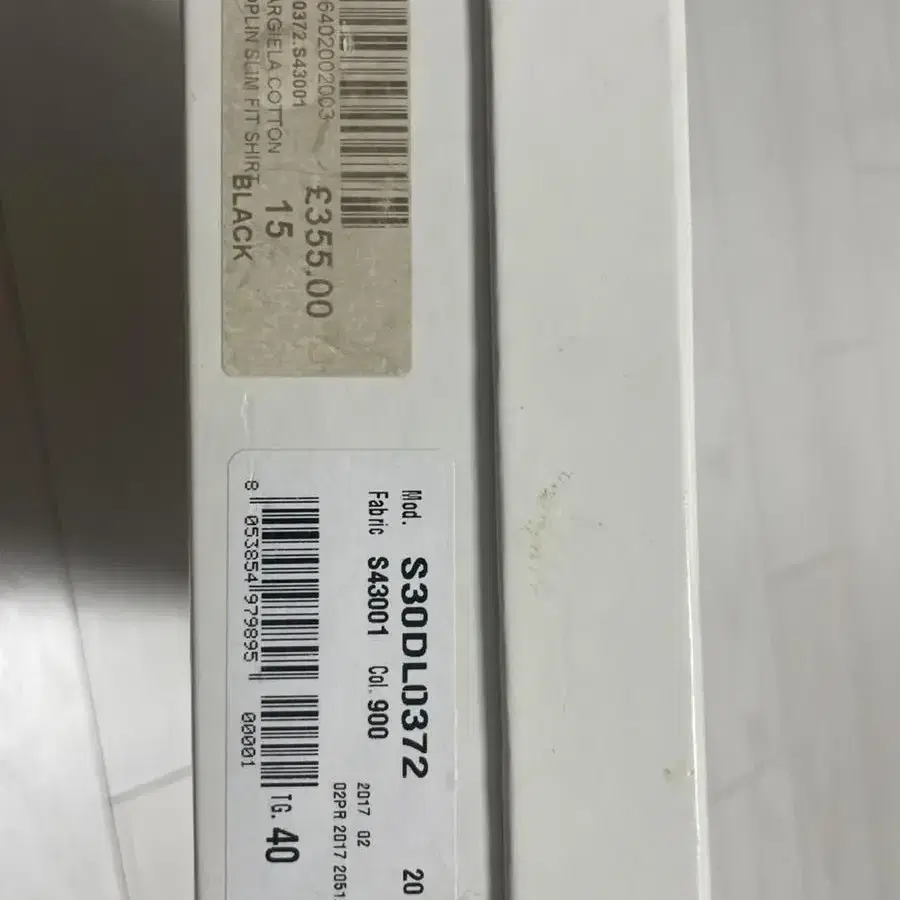 6402002003
0372.S43001
ARGIELA COTTON
OPLIN SLIM FIT SHIRT
£355.00
15
BLACK
Mod. S30DL0372 20
Fabric S43001 Col. 900
2017 02
02PR 2017 2051
8 053854 979895 00001
TG. 40